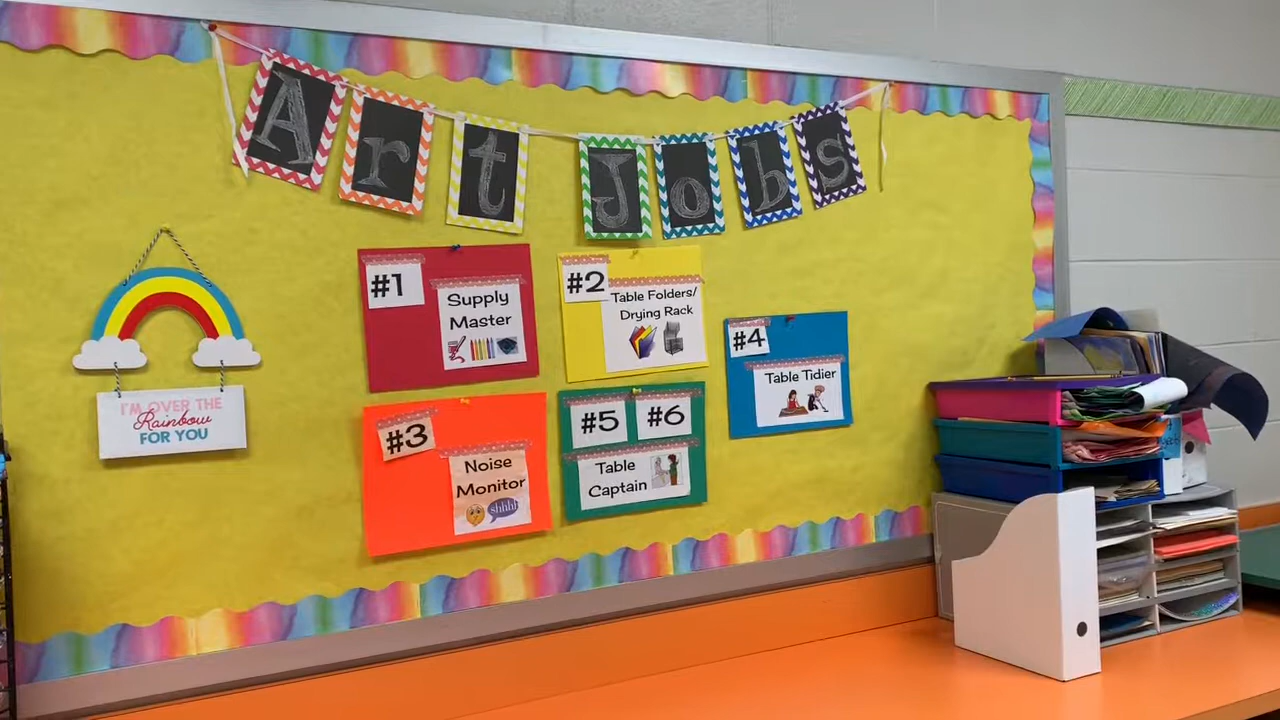 Art Jobs
I'M OVER THE
Rainbow
FOR YOU
#1
Supply
Master
#2
Table Folders/
Drying Rack
#3
Noise
Monitor
shhhh
#4
Table Tidier
#5 #6
Table
Captain